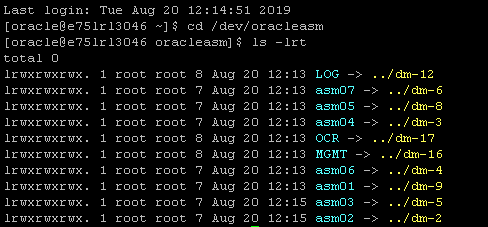 Last login: Tue Aug 20 12:14:51 2019
[oracle@e75lrl3046 ~]$ cd /dev/oracleasm
[oracle@e75lrl3046 oracleasm]$ ls -lrt
total 0
lrwxrwxrwx. 1 root root 8 Aug 20 12:13 LOG -> ../dm-12
lrwxrwxrwx. 1 root root 7 Aug 20 12:13 asm07 -> ../dm-6
lrwxrwxrwx. 1 root root 7 Aug 20 12:13 asm05 -> ../dm-8
lrwxrwxrwx. 1 root root 7 Aug 20 12:13 asm04 -> ../dm-3
lrwxrwxrwx. 1 root root 8 Aug 20 12:13 OCR -> ../dm-17
lrwxrwxrwx. 1 root root 8 Aug 20 12:13 MGMT -> ../dm-16
lrwxrwxrwx. 1 root root 7 Aug 20 12:13 asm06 -> ../dm-4
lrwxrwxrwx. 1 root root 7 Aug 20 12:13 asm01 -> ../dm-9
lrwxrwxrwx. 1 root root 7 Aug 20 12:15 asm03 -> ../dm-5
lrwxrwxrwx. 1 root root 7 Aug 20 12:15 asm02 -> ../dm-2